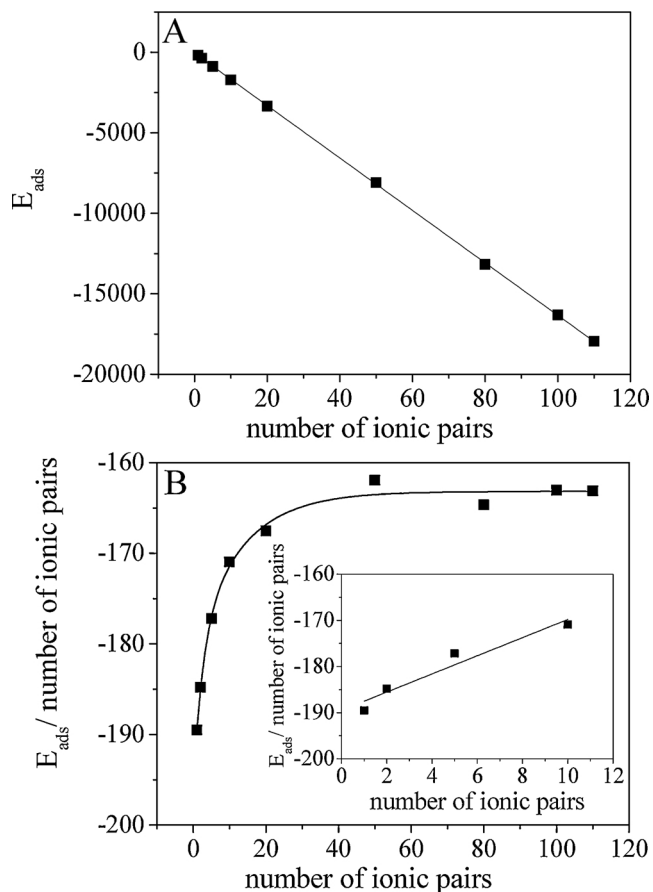 A
0
-5000
-10000
-15000
-20000
E_ads
0 20 40 60 80 100 120
number of ionic pairs
B
-160
-170
-180
-190
-200
E_ads/ number of ionic pairs
0 20 40 60 80 100 120
number of ionic pairs
-160
-170
-180
-190
-200
E_ads/ number of ionic pairs
0 2 4 6 8 10 12
number of ionic pairs